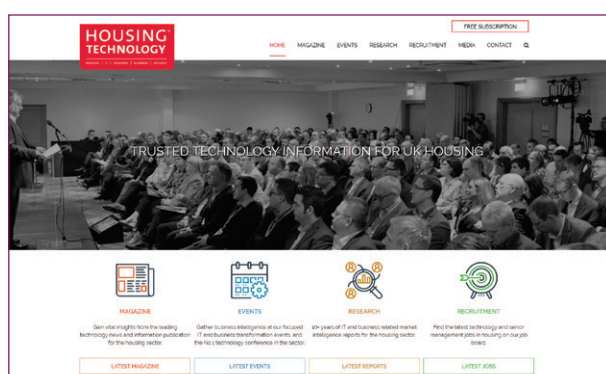 FREE SUBSCRIPTION
HOUSING
TECHNOLOGY
HOME MAGAZINE EVENTS RESEARCH RECRUITMENT MEDIA CONTACT
TRUSTED TECHNOLOGY INFORMATION FOR UK HOUSING
MAGAZINE
Gain vital insights from the leading
technology news and information publication
for the housing sector.
EVENTS
Gather business intelligence at our focused
IT and business transformation events, and
the No.1 technology conference in the sector.
RESEARCH
10+ years of IT and business related market
intelligence reports for the housing sector.
RECRUITMENT
Find the latest technology and senior
management jobs in housing on our job
board.
LATEST MAGAZINE
LATEST EVENTS
LATEST REPORTS
LATEST JOBS